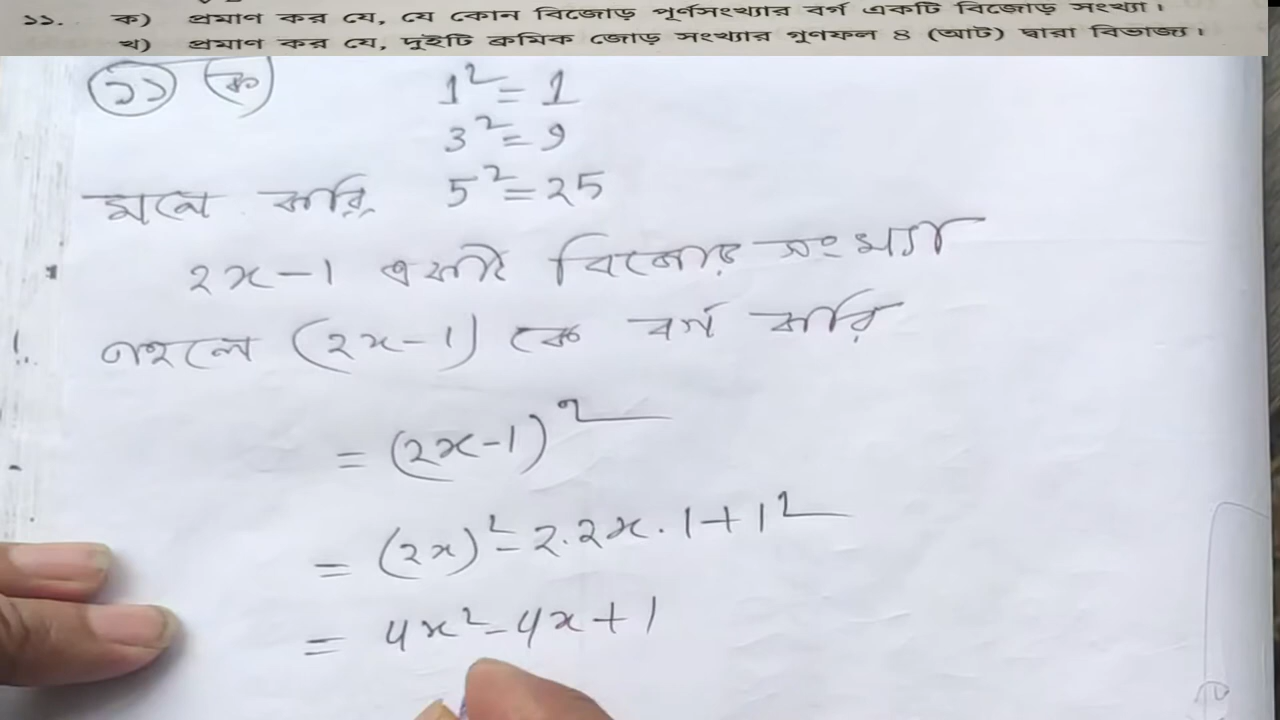 ১১. ক) প্রমাণ কর যে, যে কোন বিজোড় পূর্ণসংখ্যার বর্গ একটি বিজোড় সংখ্যা।
খ) প্রমাণ কর যে, দুইটি ক্রমিক জোড় সংখ্যার গুণফল ৪ (আট) দ্বারা বিভাজ্য।
১১ ক
1² = 1
3² = 9
মনে করি, 5² = 25
2x-1 একটি বিজোড় সংখ্যা
তাহলে (2x-1) কে বর্গ করি
= (2x-1)²
= (2x)² - 2.2x.1+1²
= 4x² - 4x + 1